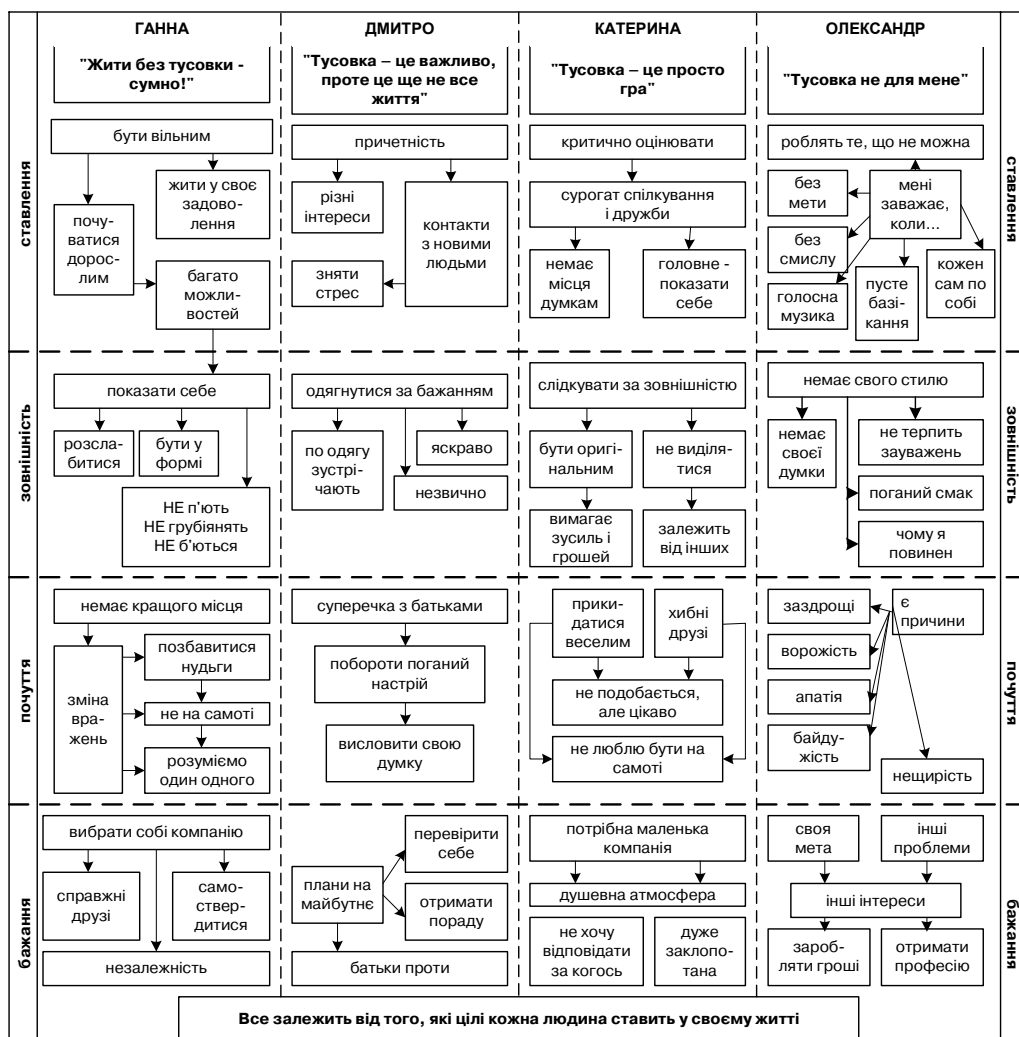 ГАННА
ДМИТРО
КАТЕРИНА
ОЛЕКСАНДР
"Жити без тусовки -
сумно!"
"Тусовка – це важливо,
проте це ще не все
життя"
"Тусовка – це просто
гра"
"Тусовка не для мене"
ставлення
бути вільним
жити у своє
задово-
лення
почу-
ватися
дорос-
лим
багато
можли-
востей
причетність
різні
інтереси
контакти
з новими
людьми
зняти
стрес
критично оцінювати
сурогат спілкування
і дружби
немає
місця
думкам
головне -
показати
себе
роблять те, що не можна
без
мети
мені
заважає,
коли...
без
смислу
голосна
музика
пусте
базі-
кання
кожен
сам по
собі
ставлення
зовнішність
показати себе
розсла-
битися
бути у
формі
НЕ п'ють
НЕ грубіянять
НЕ б'ються
одягнутися за бажанням
по одягу
зустрі-
чають
яскраво
незвично
слідкувати за зовнішністю
бути оригі-
нальним
не виділя-
тися
вимагає
зусиль і
грошей
залежить
від інших
немає свого стилю
немає
своєї
думки
не терпить
зауважень
поганий смак
чому я
повинен
зовнішність
почуття
немає кращого місця
позбавитися
нудьги
зміна
вра-
жень
не на самоті
розуміємо
один одного
суперечка з батьками
побороти поганий
настрій
висловити свою
думку
прики-
датися
веселим
хибні
друзі
не подобається,
але цікаво
не люблю бути на
самоті
заздрощі
є
причини
ворожість
апатія
байду-
жість
нещирість
почуття
бажання
вибрати собі компанію
справжні
друзі
само-
ствер-
дитися
незалежність
перевірити
себе
плани на
майбутнє
отримати
пораду
батьки проти
потрібна маленька
компанія
душевна атмосфера
не хочу
відповідати
за когось
дуже
заклопо-
тана
своя
мета
інші
проблеми
інші інтереси
зароб-
ляти гроші
отримати
професію
бажання
Все залежить від того, які цілі кожна людина ставить у своєму житті